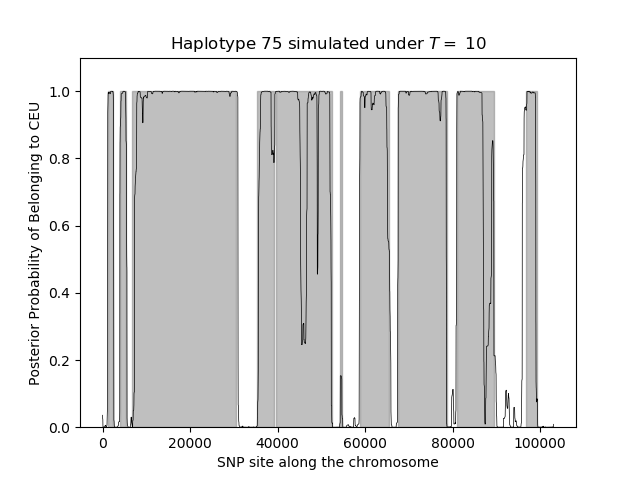 Haplotype 75 simulated under T = 10
Posterior Probability of Belonging to CEU
1.0
0.8
0.6
0.4
0.2
0.0
0 20000 40000 60000 80000 100000
SNP site along the chromosome